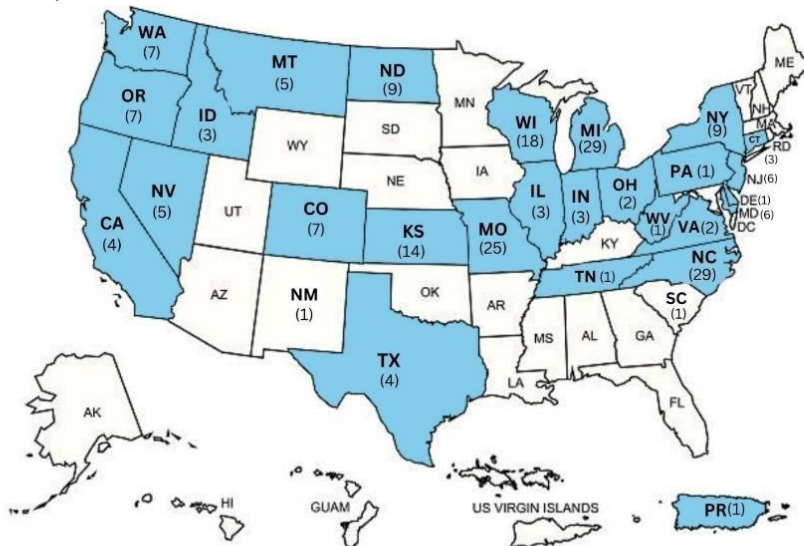 WA
(7)
MT
(5)
ND
(9)
MN
ME
VT
NH
MA
OR
(7)
ID
(3)
WY
SD
WI
(18)
MI
(29)
NY
(9)
CT
RD
(3)
NV
(5)
UT
CO
(7)
NE
IA
IL
(3)
IN
(3)
OH
(2)
PA (1)
NJ (6)
DE (1)
MD
(6)
DC
CA
(4)
KS
(14)
MO
(25)
KY
WV
(1)
VA (2)
NC
(29)
AZ
NM
(1)
OK
AR
TN (1)
SC
(1)
TX
(4)
LA
MS
AL
GA
FL
AK
HI
GUAM
US VIRGIN ISLANDS
PR (1)